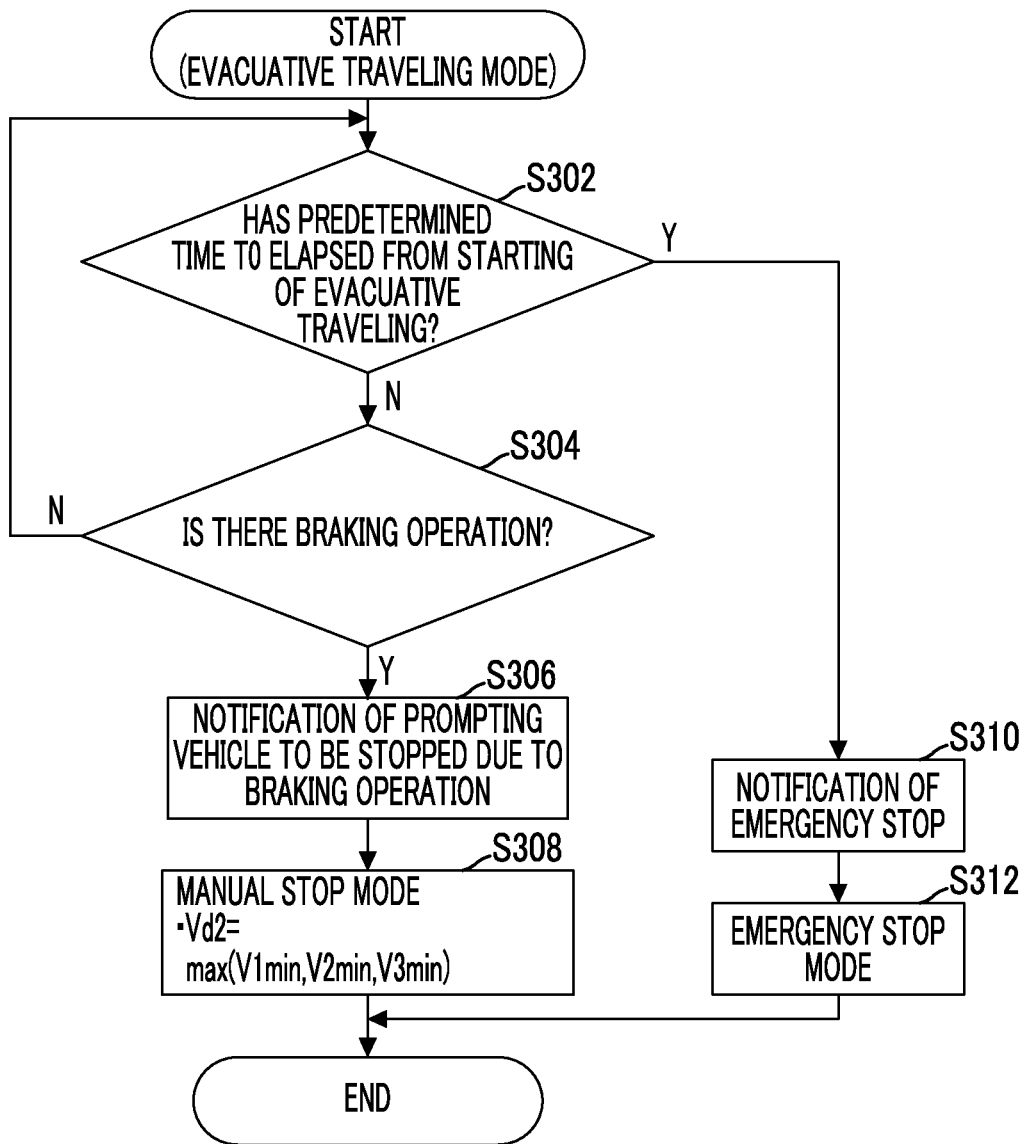 START
(EVACUATIVE TRAVELING MODE)
S302
HAS PREDETERMINED
TIME T0 ELAPSED FROM STARTING
OF EVACUATIVE
TRAVELING?
Y
N
S304
IS THERE BRAKING OPERATION?
N
Y
S306
NOTIFICATION OF PROMPTING
VEHICLE TO BE STOPPED DUE TO
BRAKING OPERATION
S308
MANUAL STOP MODE
・Vd2=
max(V1min,V2min,V3min)
S310
NOTIFICATION OF
EMERGENCY STOP
S312
EMERGENCY STOP
MODE
END